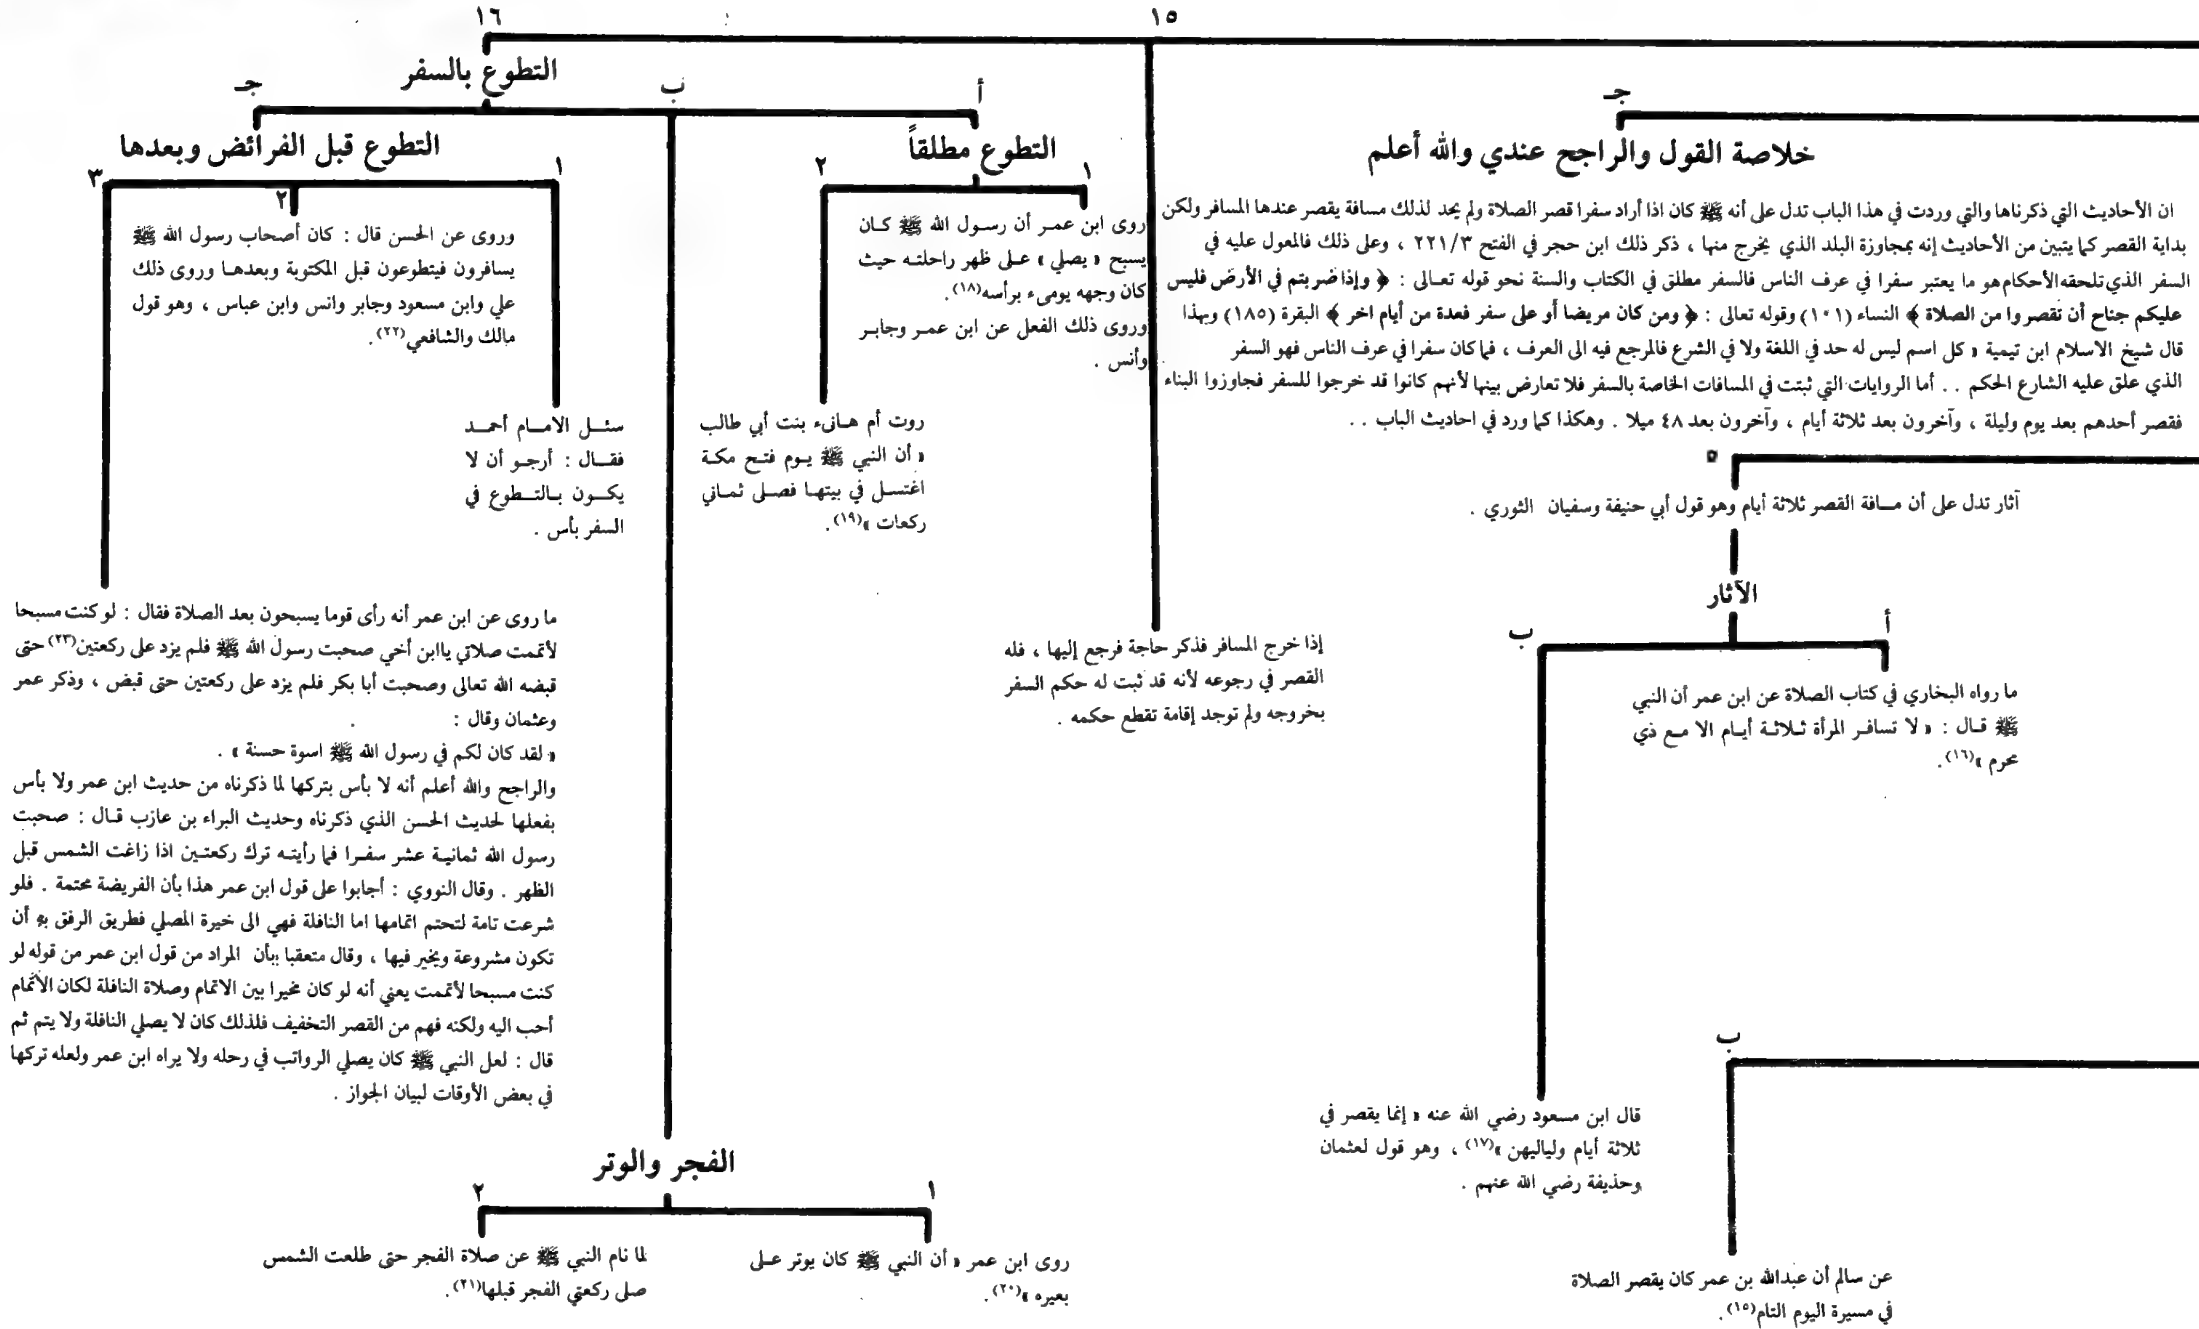 ١٥
١٦
جـ
خلاصة القول والراجح عندي والله أعلم
ان الأحاديث التي ذكرناها والتي وردت في هذا الباب تدل على أنه ﷺ كان اذا أراد سفرا قصر الصلاة ولم يحد لذلك مسافة يقصر عندها المسافر ولكن
بداية القصر كما يتبين من الأحاديث إنه بمجاوزة البلد الذي يخرج منها ، ذكر ذلك ابن حجر في الفتح ٢٢١/٣ ، وعلى ذلك فالمعول عليه في
السفر الذي تلحقه الأحكام هو ما يعتبر سفرا في عرف الناس فالسفر مطلق في الكتاب والسنة نحو قوله تعالى : ﴿ وإذا ضربتم في الأرض فليس
عليكم جناح أن تقصروا من الصلاة ﴾ النساء (١٠١) وقوله تعالى : ﴿ ومن كان مريضا أو على سفر فعدة من أيام اخر ﴾ البقرة (١٨٥) وبهذا
قال شيخ الاسلام ابن تيمية « كل اسم ليس له حد في اللغة ولا في الشرع فالمرجع فيه الى العرف ، فما كان سفرا في عرف الناس فهو السفر
الذي علق عليه الشارع الحكم . . أما الروايات التي ثبتت في المسافات الخاصة بالسفر فلا تعارض بينها لأنهم كانوا قد خرجوا للسفر فجاوزوا البناء
فقصر أحدهم بعد يوم وليلة ، وآخرون بعد ثلاثة أيام ، وآخرون بعد ٤٨ ميلا . وهكذا كما ورد في احاديث الباب . .
٥
آثار تدل على أن مسافة القصر ثلاثة أيام وهو قول أبي حنيفة وسفيان الثوري .
الآثار
أ
ما رواه البخاري في كتاب الصلاة عن ابن عمر أن النبي
ﷺ قال : « لا تسافر المرأة ثلاثة أيام الا مع ذي
محرم »(١٦).
ب
قال ابن مسعود رضي الله عنه « إنما يقصر في
ثلاثة أيام ولياليهن »(١٧) ، وهو قول لعثمان
وحذيفة رضي الله عنهم .
ب
عن سالم أن عبدالله بن عمر كان يقصر الصلاة
في مسيرة اليوم التام(١٥).
إذا خرج المسافر فذكر حاجة فرجع إليها ، فله
القصر في رجوعه لأنه قد ثبت له حكم السفر
بخروجه ولم توجد إقامة تقطع حكمه .
التطوع بالسفر
أ
التطوع مطلقاً
١
روى ابن عمر أن رسول الله ﷺ كان
يسبح « يصلي » على ظهر راحلته حيث
كان وجهه يومىء برأسه(١٨).
وروى ذلك الفعل عن ابن عمر وجابر
وأنس .
٢
روت أم هانىء بنت أبي طالب
« أن النبي ﷺ يوم فتح مكة
اغتسل في بيتها فصلى ثماني
ركعات »(١٩).
ب
الفجر والوتر
١
روى ابن عمر « أن النبي ﷺ كان يوتر على
بعيره »(٢٠).
٢
لما نام النبي ﷺ عن صلاة الفجر حتى طلعت الشمس
صلى ركعتي الفجر قبلها(٢١).
جـ
التطوع قبل الفرائض وبعدها
١
سئل الامام أحمد
فقال : أرجو أن لا
يكون بالتطوع في
السفر بأس .
٢
وروى عن الحسن قال : كان أصحاب رسول الله ﷺ
يسافرون فيتطوعون قبل المكتوبة وبعدها وروى ذلك
علي وابن مسعود وجابر وانس وابن عباس ، وهو قول
مالك والشافعي(٢٢).
٣
ما روى عن ابن عمر أنه رأى قوما يسبحون بعد الصلاة فقال : لو كنت مسبحا
لأتممت صلاتي ياابن أخي صحبت رسول الله ﷺ فلم يزد على ركعتين(٢٣) حتى
قبضه الله تعالى وصحبت أبا بكر فلم يزد على ركعتين حتى قبض ، وذكر عمر
وعثمان وقال :
« لقد كان لكم في رسول الله ﷺ اسوة حسنة » .
والراجح والله أعلم أنه لا بأس بتركها لما ذكرناه من حديث ابن عمر ولا بأس
بفعلها لحديث الحسن الذي ذكرناه وحديث البراء بن عازب قال : صحبت
رسول الله ثمانية عشر سفرا فما رأيته ترك ركعتين اذا زاغت الشمس قبل
الظهر . وقال النووي : أجابوا على قول ابن عمر هذا بأن الفريضة محتمة . فلو
شرعت تامة لتحتم اتمامها اما النافلة فهي الى خيرة المصلي فطريق الرفق به أن
تكون مشروعة ويخير فيها ، وقال متعقبا بأن المراد من قول ابن عمر من قوله لو
كنت مسبحا لأتممت يعني أنه لو كان مخيرا بين الاتمام وصلاة النافلة لكان الأتمام
أحب اليه ولكنه فهم من القصر التخفيف فلذلك كان لا يصلي النافلة ولا يتم ثم
قال : لعل النبي ﷺ كان يصلي الرواتب في رحله ولا يراه ابن عمر ولعله تركها
في بعض الأوقات لبيان الجواز .